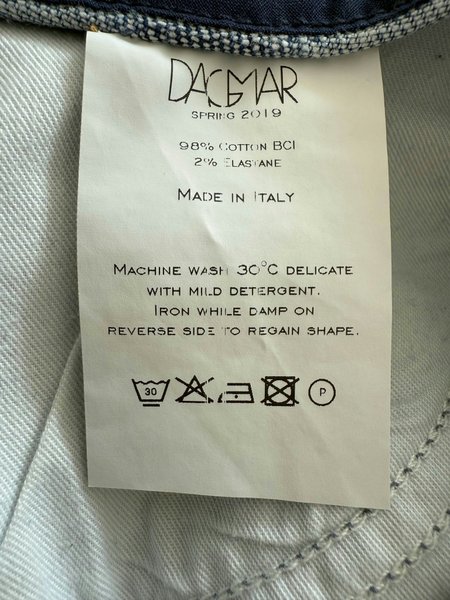 DAGMAR
SPRING 2019
98% COTTON BCI
2% ELASTANE
MADE IN ITALY
MACHINE WASH 30°C DELICATE
WITH MILD DETERGENT.
IRON WHILE DAMP ON
REVERSE SIDE TO REGAIN SHAPE.
30 P